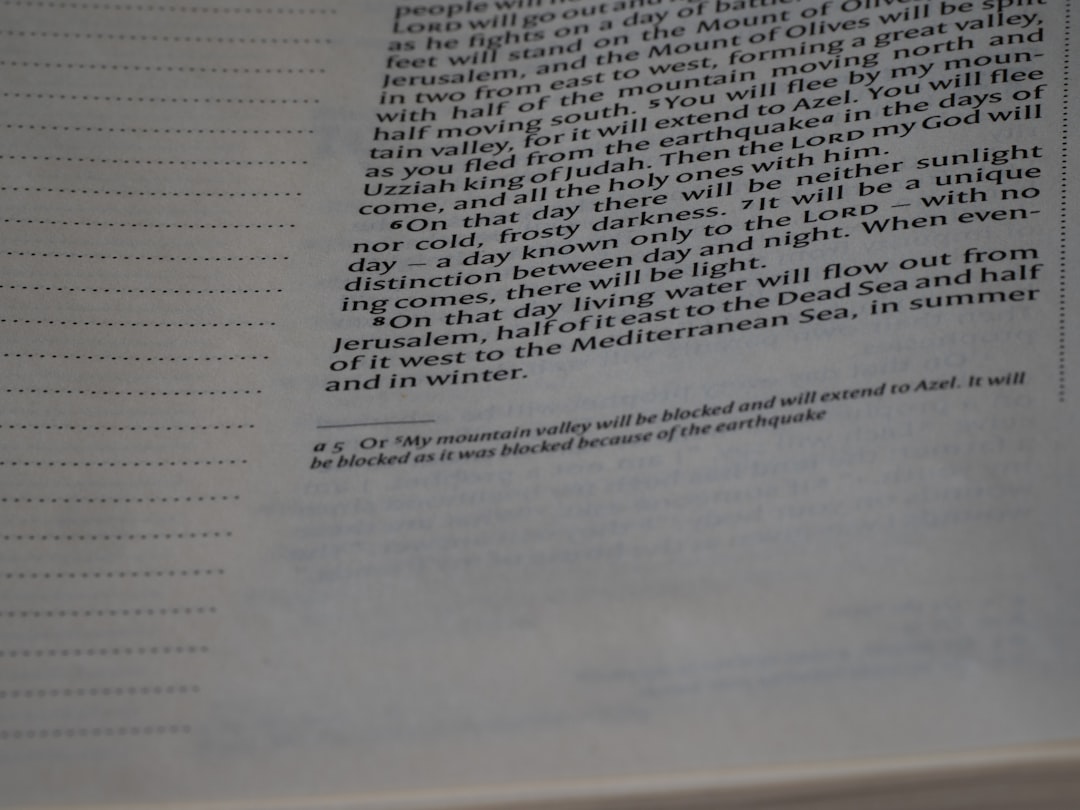 people will
LORD will go out and
as he fights on a day of battle.
feet will stand on the Mount of
Jerusalem, and the Mount of Olives will be split
in two from east to west, forming a great valley,
with half of the mountain moving north and
half moving south. ⁵You will flee by my moun-
tain valley, for it will extend to Azel. You will flee
as you fled from the earthquakeᵃ in the days of
Uzziah king of Judah. Then the LORD my God will
come, and all the holy ones with him.
⁶On that day there will be neither sunlight
nor cold, frosty darkness. ⁷It will be a unique
day — a day known only to the LORD — with no
distinction between day and night. When even-
ing comes, there will be light.
⁸On that day living water will flow out from
Jerusalem, half of it east to the Dead Sea and half
of it west to the Mediterranean Sea, in summer
and in winter.
a 5 Or ⁵My mountain valley will be blocked and will extend to Azel. It will
be blocked as it was blocked because of the earthquake